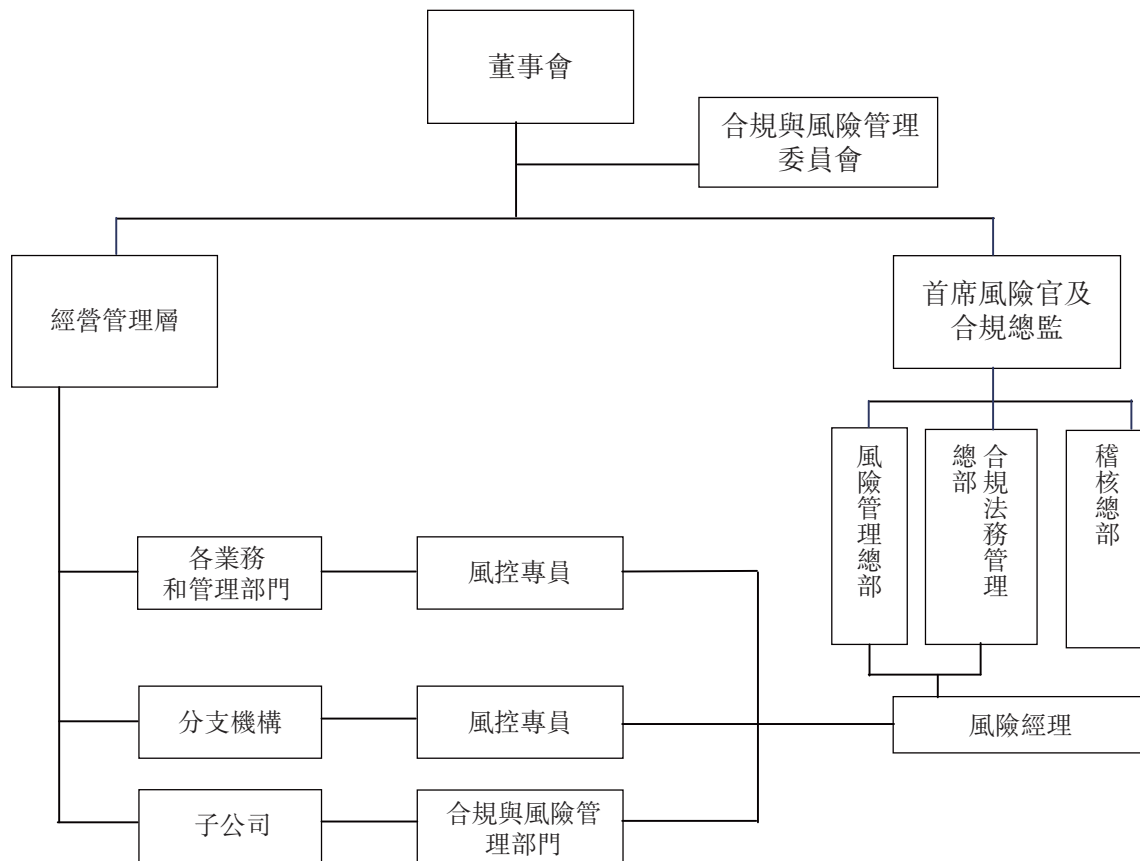 董事會
合規與風險管理
委員會
經營管理層
首席風險官及
合規總監
風險管理總部
合規法務管理
總部
稽核總部
各業務
和管理部門
風控專員
分支機構
風控專員
風險經理
子公司
合規與風險管
理部門